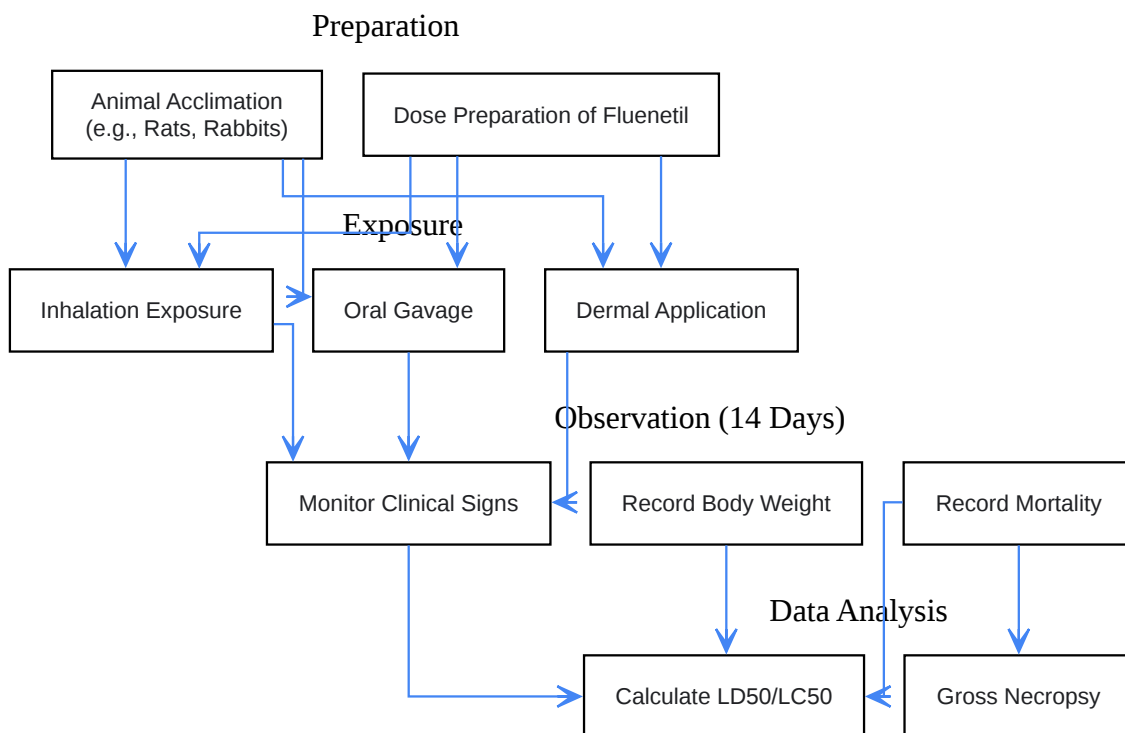 Preparation
Animal Acclimation
(e.g., Rats, Rabbits)
Dose Preparation of Fluenetil
Exposure
Inhalation Exposure
Oral Gavage
Dermal Application
Observation (14 Days)
Monitor Clinical Signs
Record Body Weight
Record Mortality
Data Analysis
Calculate LD50/LC50
Gross Necropsy